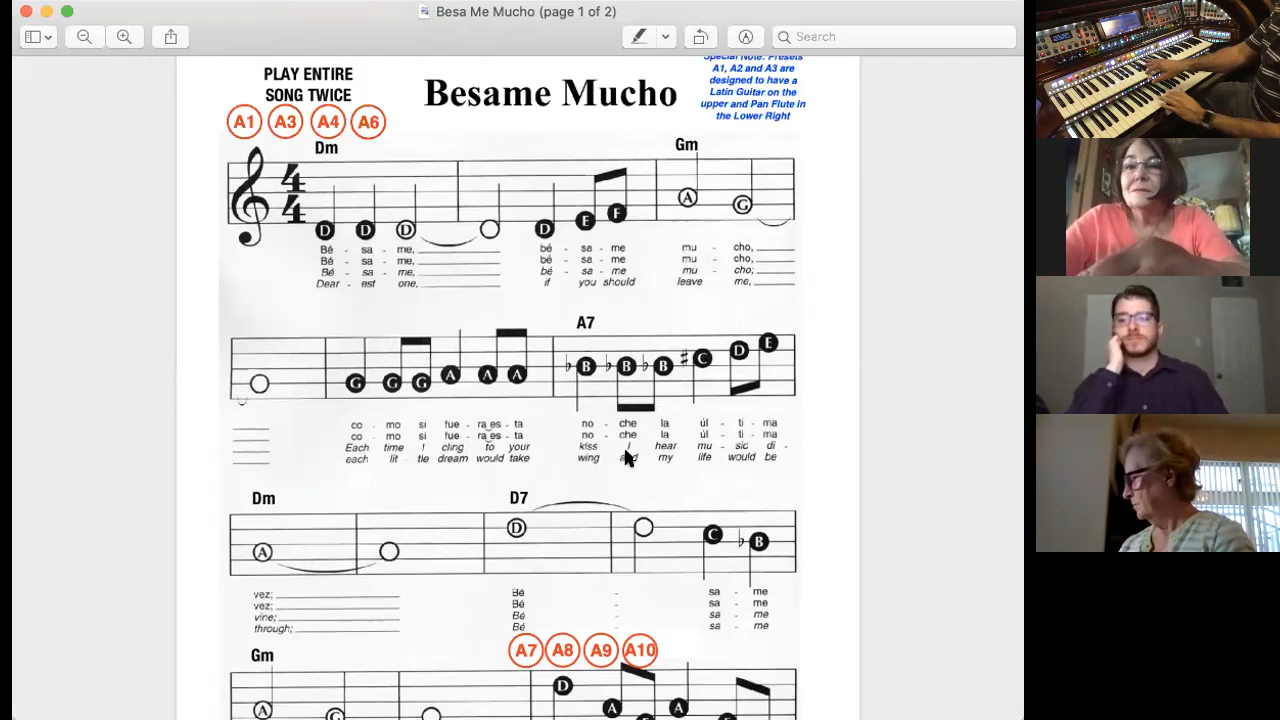 Besa Me Mucho (page 1 of 2)
Search
PLAY ENTIRE
SONG TWICE
Besame Mucho
Special Note: Presets
A1, A2 and A3 are
designed to have a
Latin Guitar on the
upper and Pan Flute in
the Lower Right
A1 A3 A4 A6
Dm Gm
4
4
D D D D E F A G
Bé - sa - me, bé - sa - me mu - cho,
Bé - sa - me, bé - sa - me mu - cho,
Bé - sa - me, bé - sa - me mu - cho;
Dear - est one, if you should leave me,
A7
G G G A A A ♭B ♭B ♭B ♯C D E
co - mo si fue - ra es - ta no - che la úl - ti - ma
co - mo si fue - ra es - ta no - che la úl - ti - ma
Each time I cling to your kiss I hear mu - sic di -
each lit - tle dream would take wing and my life would be
Dm D7
A D C ♭B
vez; Bé - sa - me
vez; Bé - sa - me
vine; Bé - sa - me
through; Bé - sa - me
A7 A8 A9 A10
Gm
A G D A A